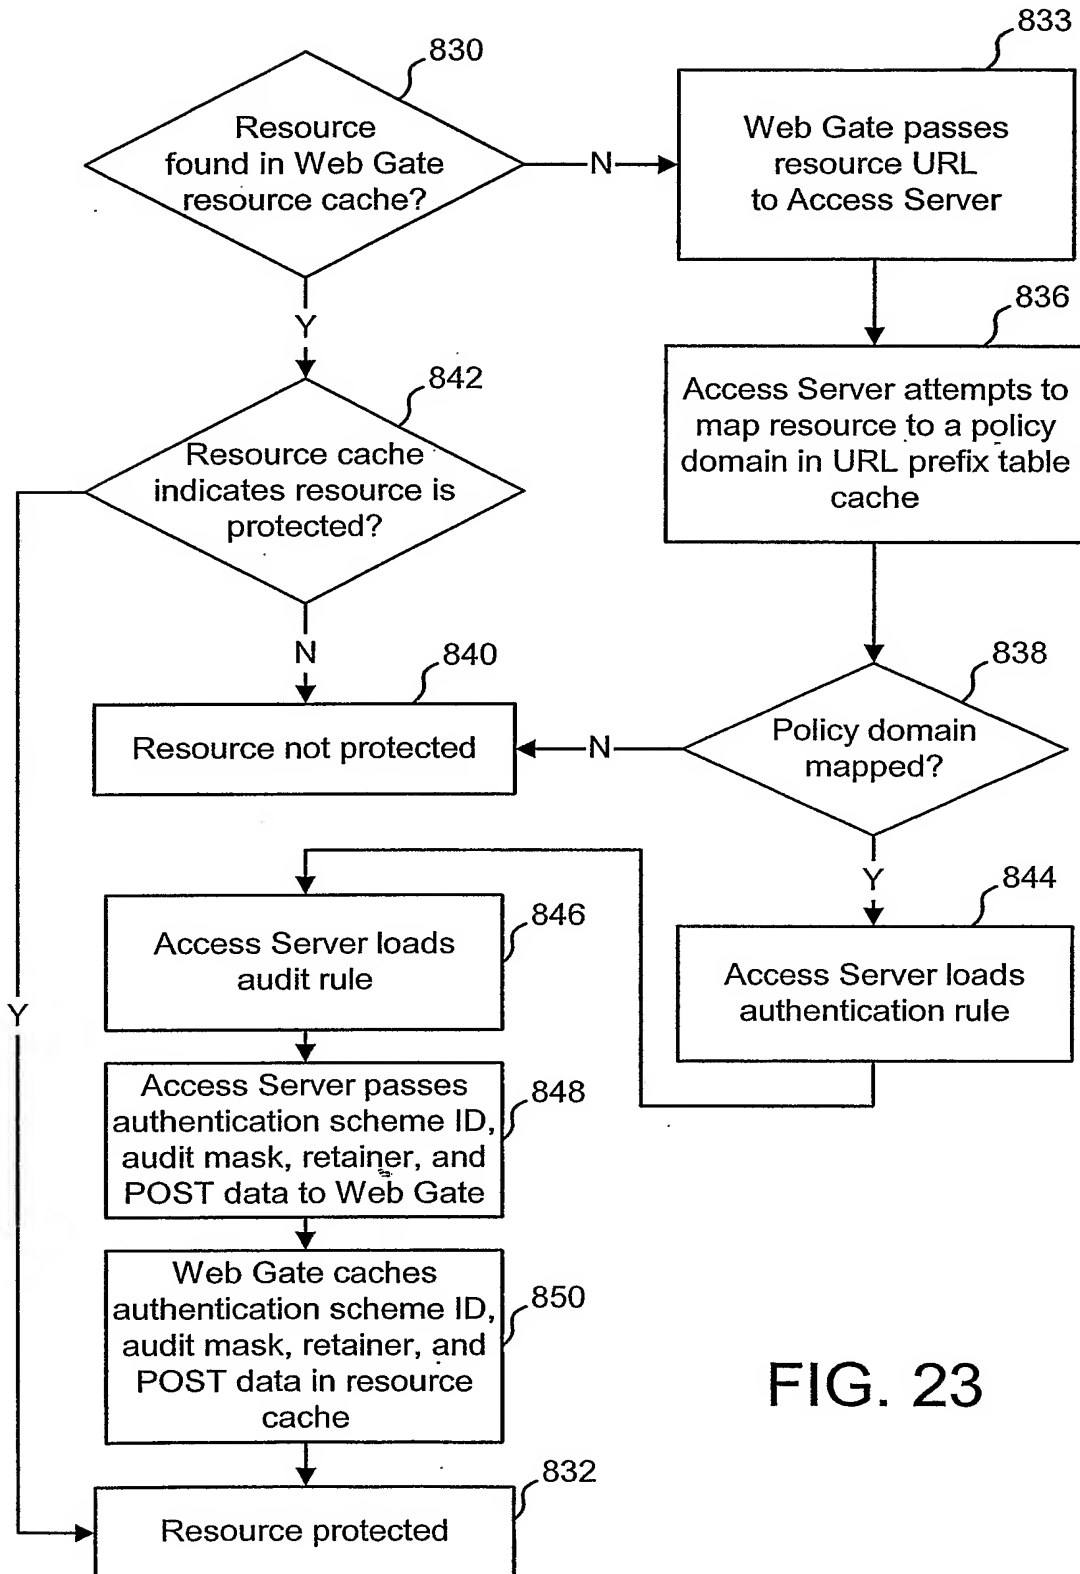 830
Resource
found in Web Gate
resource cache?
N
833
Web Gate passes
resource URL
to Access Server
Y
836
Access Server attempts to
map resource to a policy
domain in URL prefix table
cache
842
Resource cache
indicates resource is
protected?
N
840
Resource not protected
N
838
Policy domain
mapped?
Y
844
Access Server loads
authentication rule
846
Access Server loads
audit rule
Y
848
Access Server passes
authentication scheme ID,
audit mask, retainer, and
POST data to Web Gate
850
Web Gate caches
authentication scheme ID,
audit mask, retainer, and
POST data in resource
cache
832
Resource protected
FIG. 23